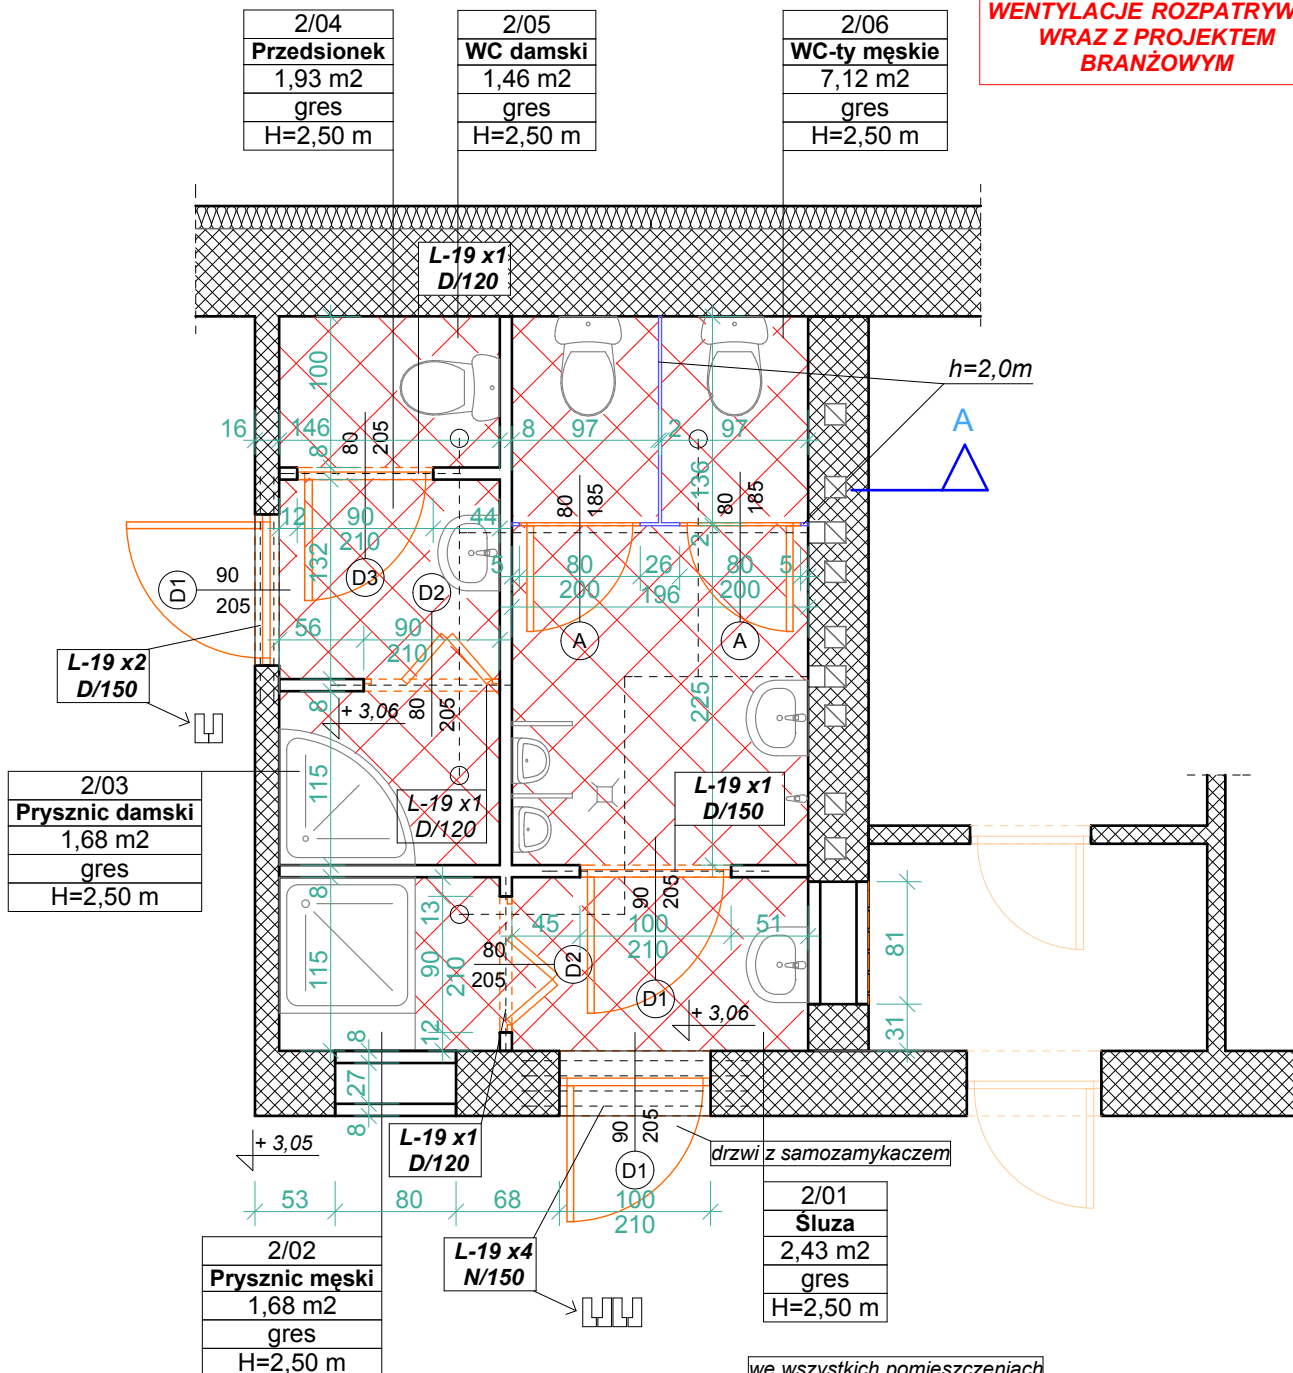 2/04
Przedsionek
1,93 m2
gres
H=2,50 m
2/05
WC damski
1,46 m2
gres
H=2,50 m
2/06
WC-ty męskie
7,12 m2
gres
H=2,50 m
WENTYLACJE
WRAZ Z PROJEKTEM
BRANŻOWYM
L-19 x1
D/120
h=2,0m
A
100
16
146
8
80
205
8
97
2
97
136
80
185
80
185
12
90
210
44
132
D3
D2
D1
90
205
5
80
200
26
196
80
200
5
2
A
A
56
90
210
L-19 x2
D/150
8
+ 3,06
80
205
225
115
L-19 x1
D/120
L-19 x1
D/150
2/03
Prysznic damski
1,68 m2
gres
H=2,50 m
8
13
90
205
45
100
210
51
81
115
90
210
80
205
D2
D1
+ 3,06
12
31
8
27
8
+ 3,05
L-19 x1
D/120
90
205
D1
drzwi z samozamykaczem
53
80
68
100
210
2/01
Śluza
2,43 m2
gres
H=2,50 m
2/02
Prysznic męski
1,68 m2
gres
H=2,50 m
L-19 x4
N/150
we wszystkich pomieszczeniach